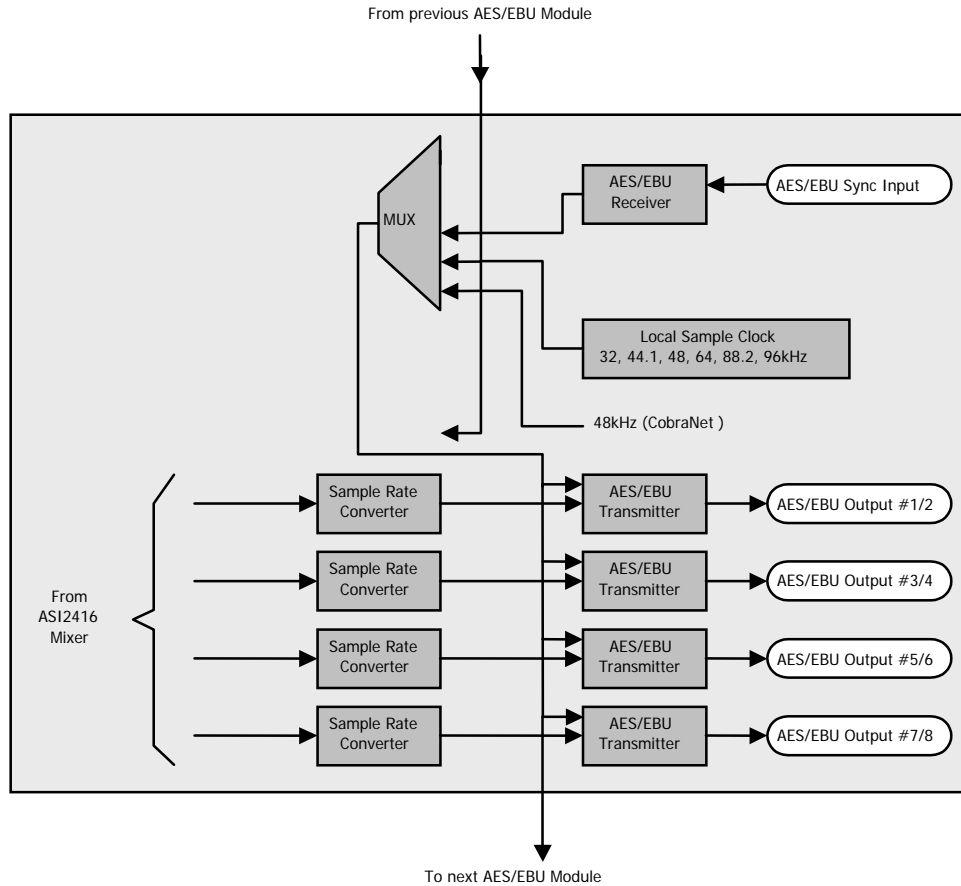 From previous AES/EBU Module
MUX
AES/EBU
Receiver
AES/EBU Sync Input
Local Sample Clock
32, 44.1, 48, 64, 88.2, 96kHz
48kHz (CobraNet )
From
ASI2416
Mixer
Sample Rate
Converter
AES/EBU
Transmitter
AES/EBU Output #1/2
Sample Rate
Converter
AES/EBU
Transmitter
AES/EBU Output #3/4
Sample Rate
Converter
AES/EBU
Transmitter
AES/EBU Output #5/6
Sample Rate
Converter
AES/EBU
Transmitter
AES/EBU Output #7/8
To next AES/EBU Module